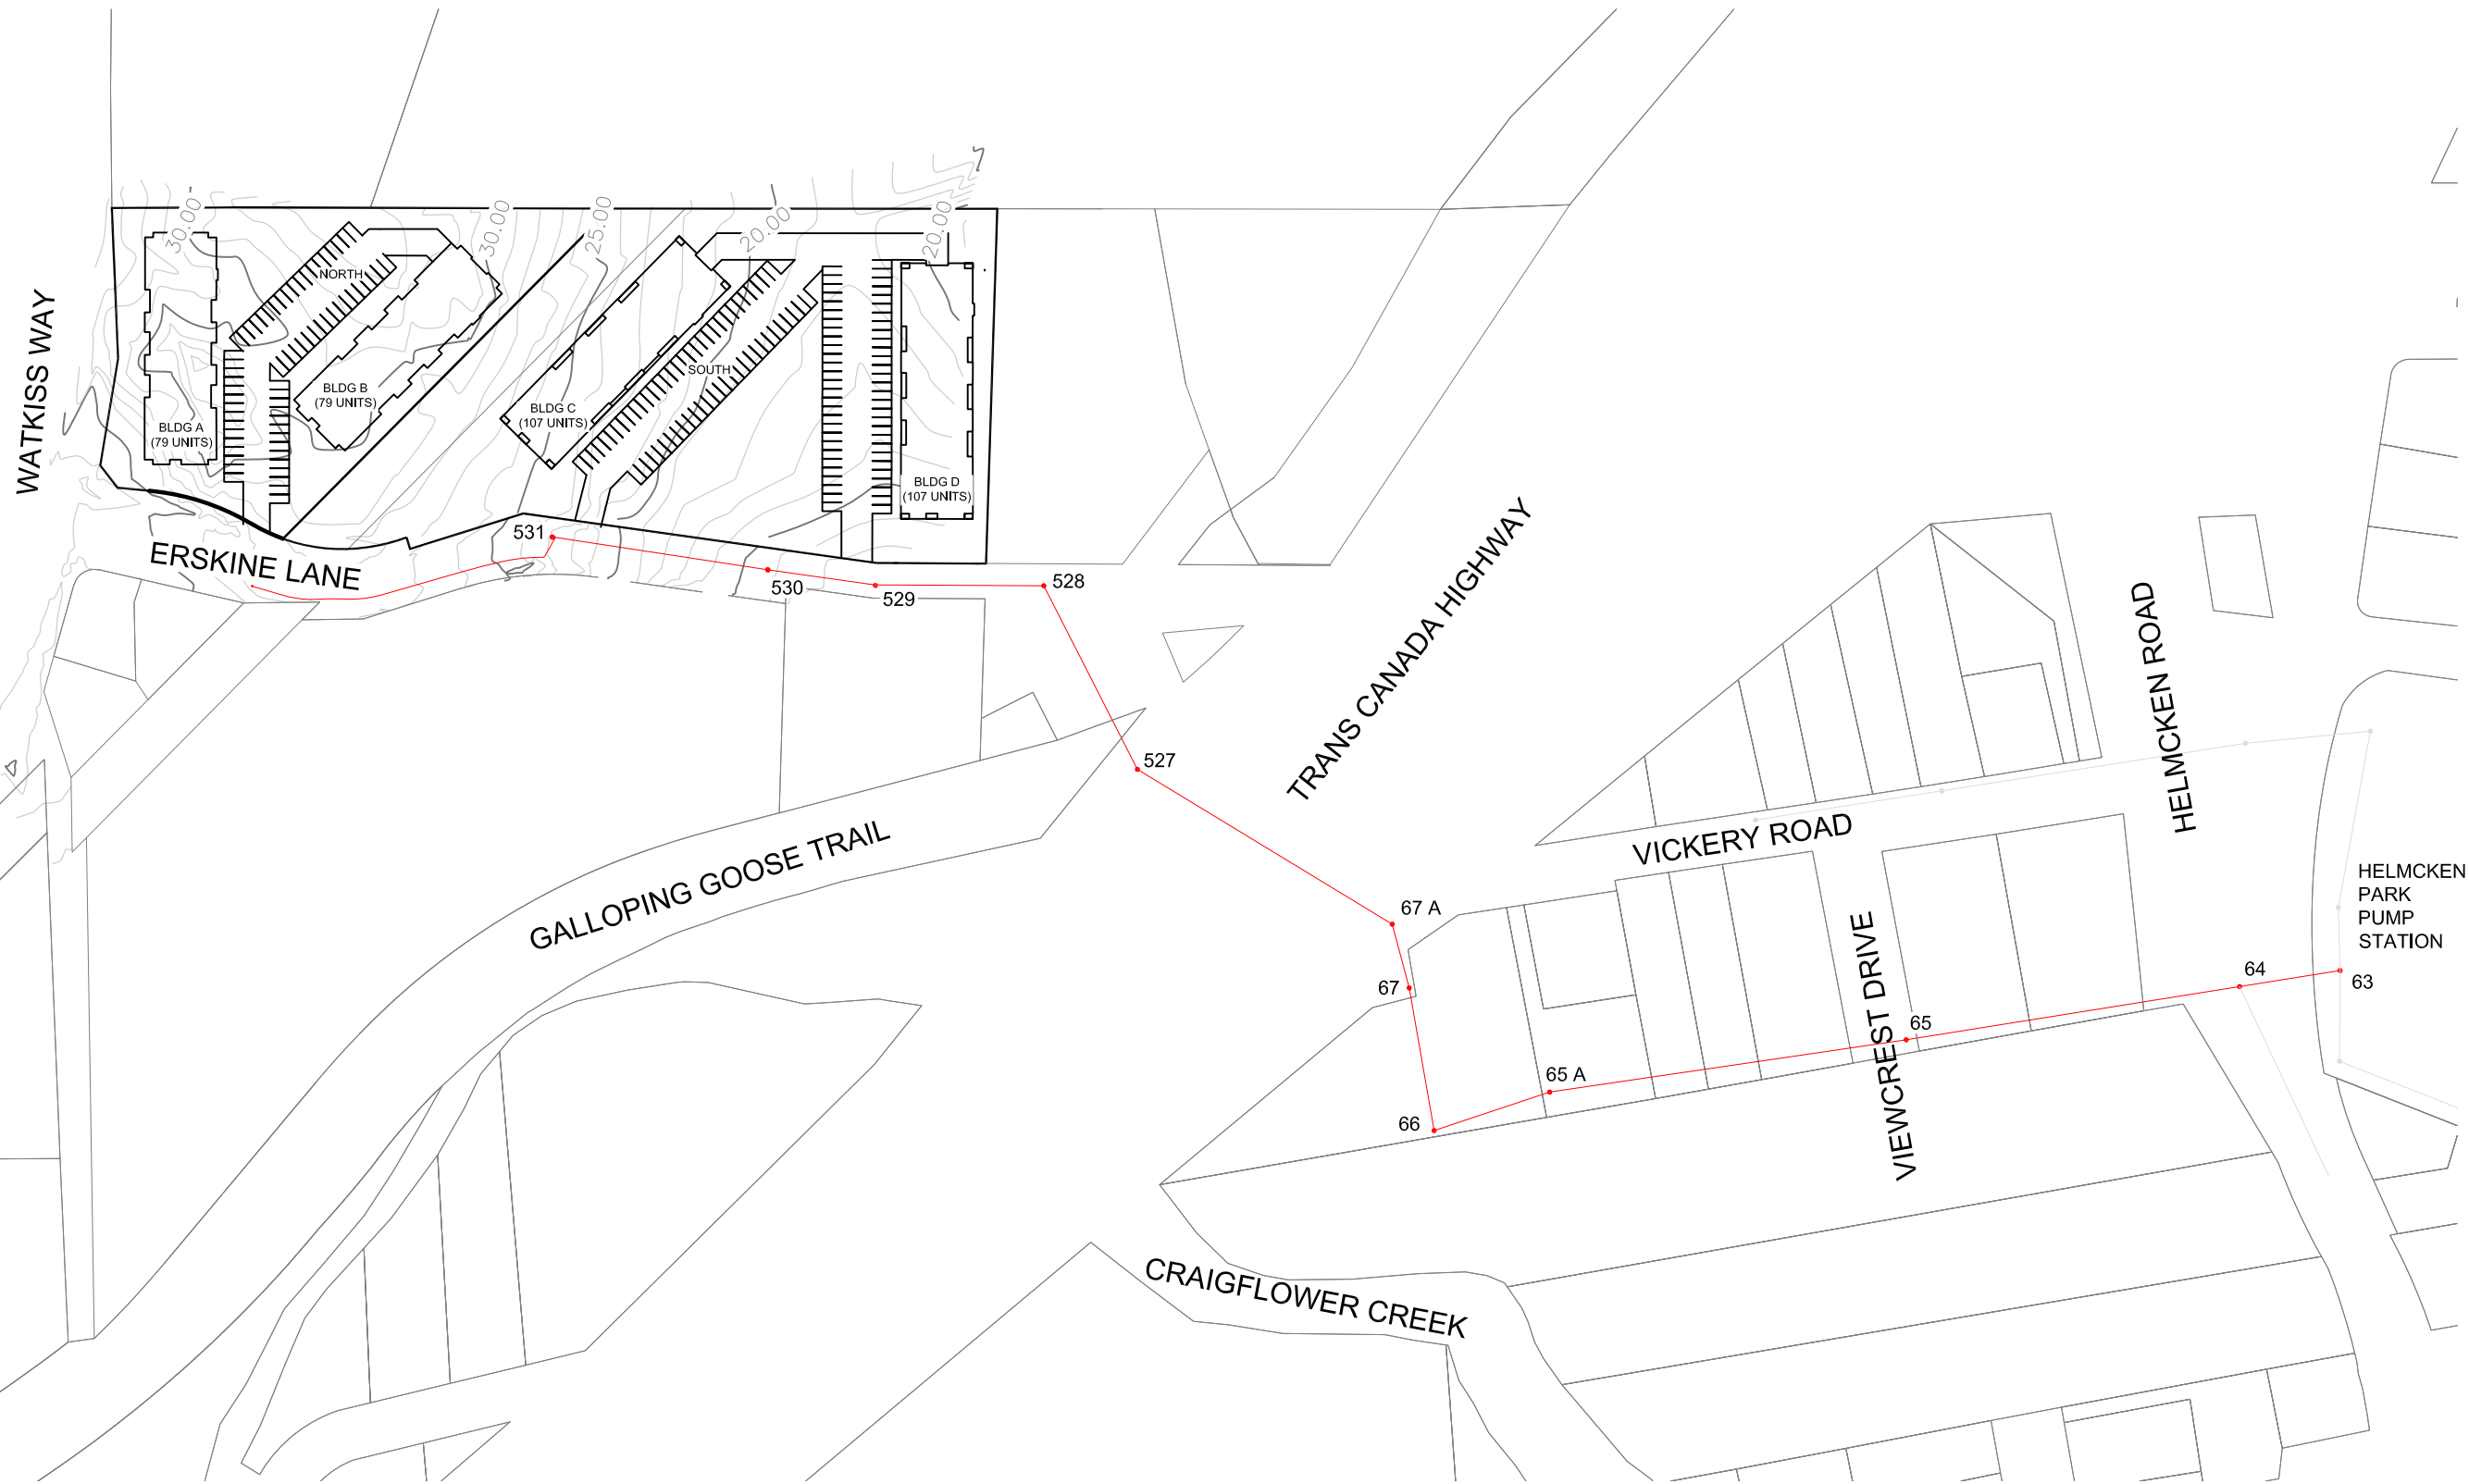 30.00
30.00
25.00
20.00
20.00
NORTH
SOUTH
WATKISS WAY
BLDG A
(79 UNITS)
BLDG B
(79 UNITS)
BLDG C
(107 UNITS)
BLDG D
(107 UNITS)
531
ERSKINE LANE
530
529
528
527
TRANS CANADA HIGHWAY
HELMCKEN ROAD
VICKERY ROAD
GALLOPING GOOSE TRAIL
67 A
67
66
65 A
65
64
63
VIEWCREST DRIVE
HELMCKEN
PARK
PUMP
STATION
CRAIGFLOWER CREEK